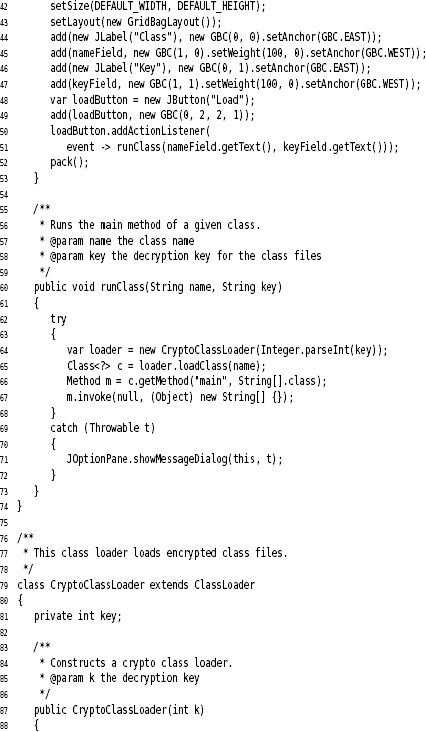 42 setSize(DEFAULT_WIDTH, DEFAULT_HEIGHT);
43 setLayout(new GridBagLayout());
44 add(new JLabel("Class"), new GBC(0, 0).setAnchor(GBC.EAST));
45 add(nameField, new GBC(1, 0).setWeight(100, 0).setAnchor(GBC.WEST));
46 add(new JLabel("Key"), new GBC(0, 1).setAnchor(GBC.EAST));
47 add(keyField, new GBC(1, 1).setWeight(100, 0).setAnchor(GBC.WEST));
48 var loadButton = new JButton("Load");
49 add(loadButton, new GBC(0, 2, 2, 1));
50 loadButton.addActionListener(
51 event -> runClass(nameField.getText(), keyField.getText()));
52 pack();
53 }
54
55 /**
56 * Runs the main method of a given class.
57 * @param name the class name
58 * @param key the decryption key for the class files
59 */
60 public void runClass(String name, String key)
61 {
62 try
63 {
64 var loader = new CryptoClassLoader(Integer.parseInt(key));
65 Class<?> c = loader.loadClass(name);
66 Method m = c.getMethod("main", String[].class);
67 m.invoke(null, (Object) new String[] {});
68 }
69 catch (Throwable t)
70 {
71 JOptionPane.showMessageDialog(this, t);
72 }
73 }
74 }
75
76 /**
77 * This class loader loads encrypted class files.
78 */
79 class CryptoClassLoader extends ClassLoader
80 {
81 private int key;
82
83 /**
84 * Constructs a crypto class loader.
85 * @param k the decryption key
86 */
87 public CryptoClassLoader(int k)
88 {